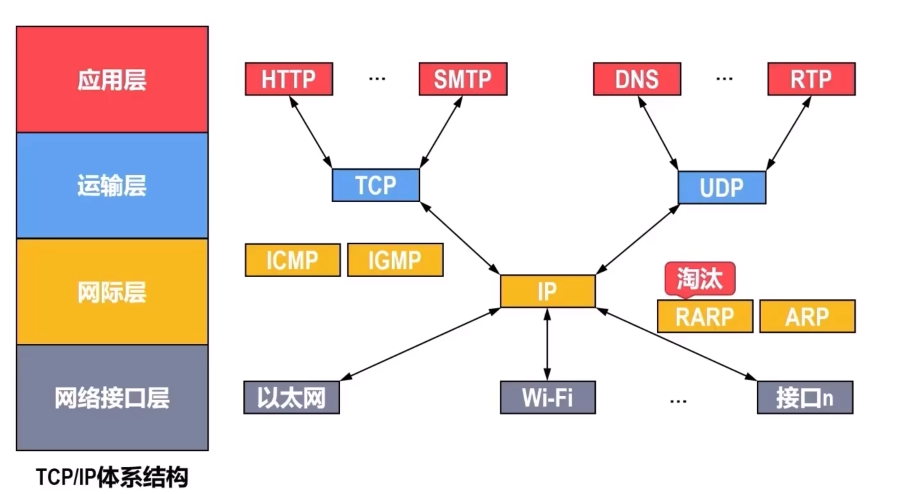 应用层
HTTP ... SMTP DNS ... RTP
运输层
TCP UDP
网际层
ICMP IGMP IP 淘汰
RARP ARP
网络接口层
以太网 Wi-Fi ... 接口n
TCP/IP体系结构